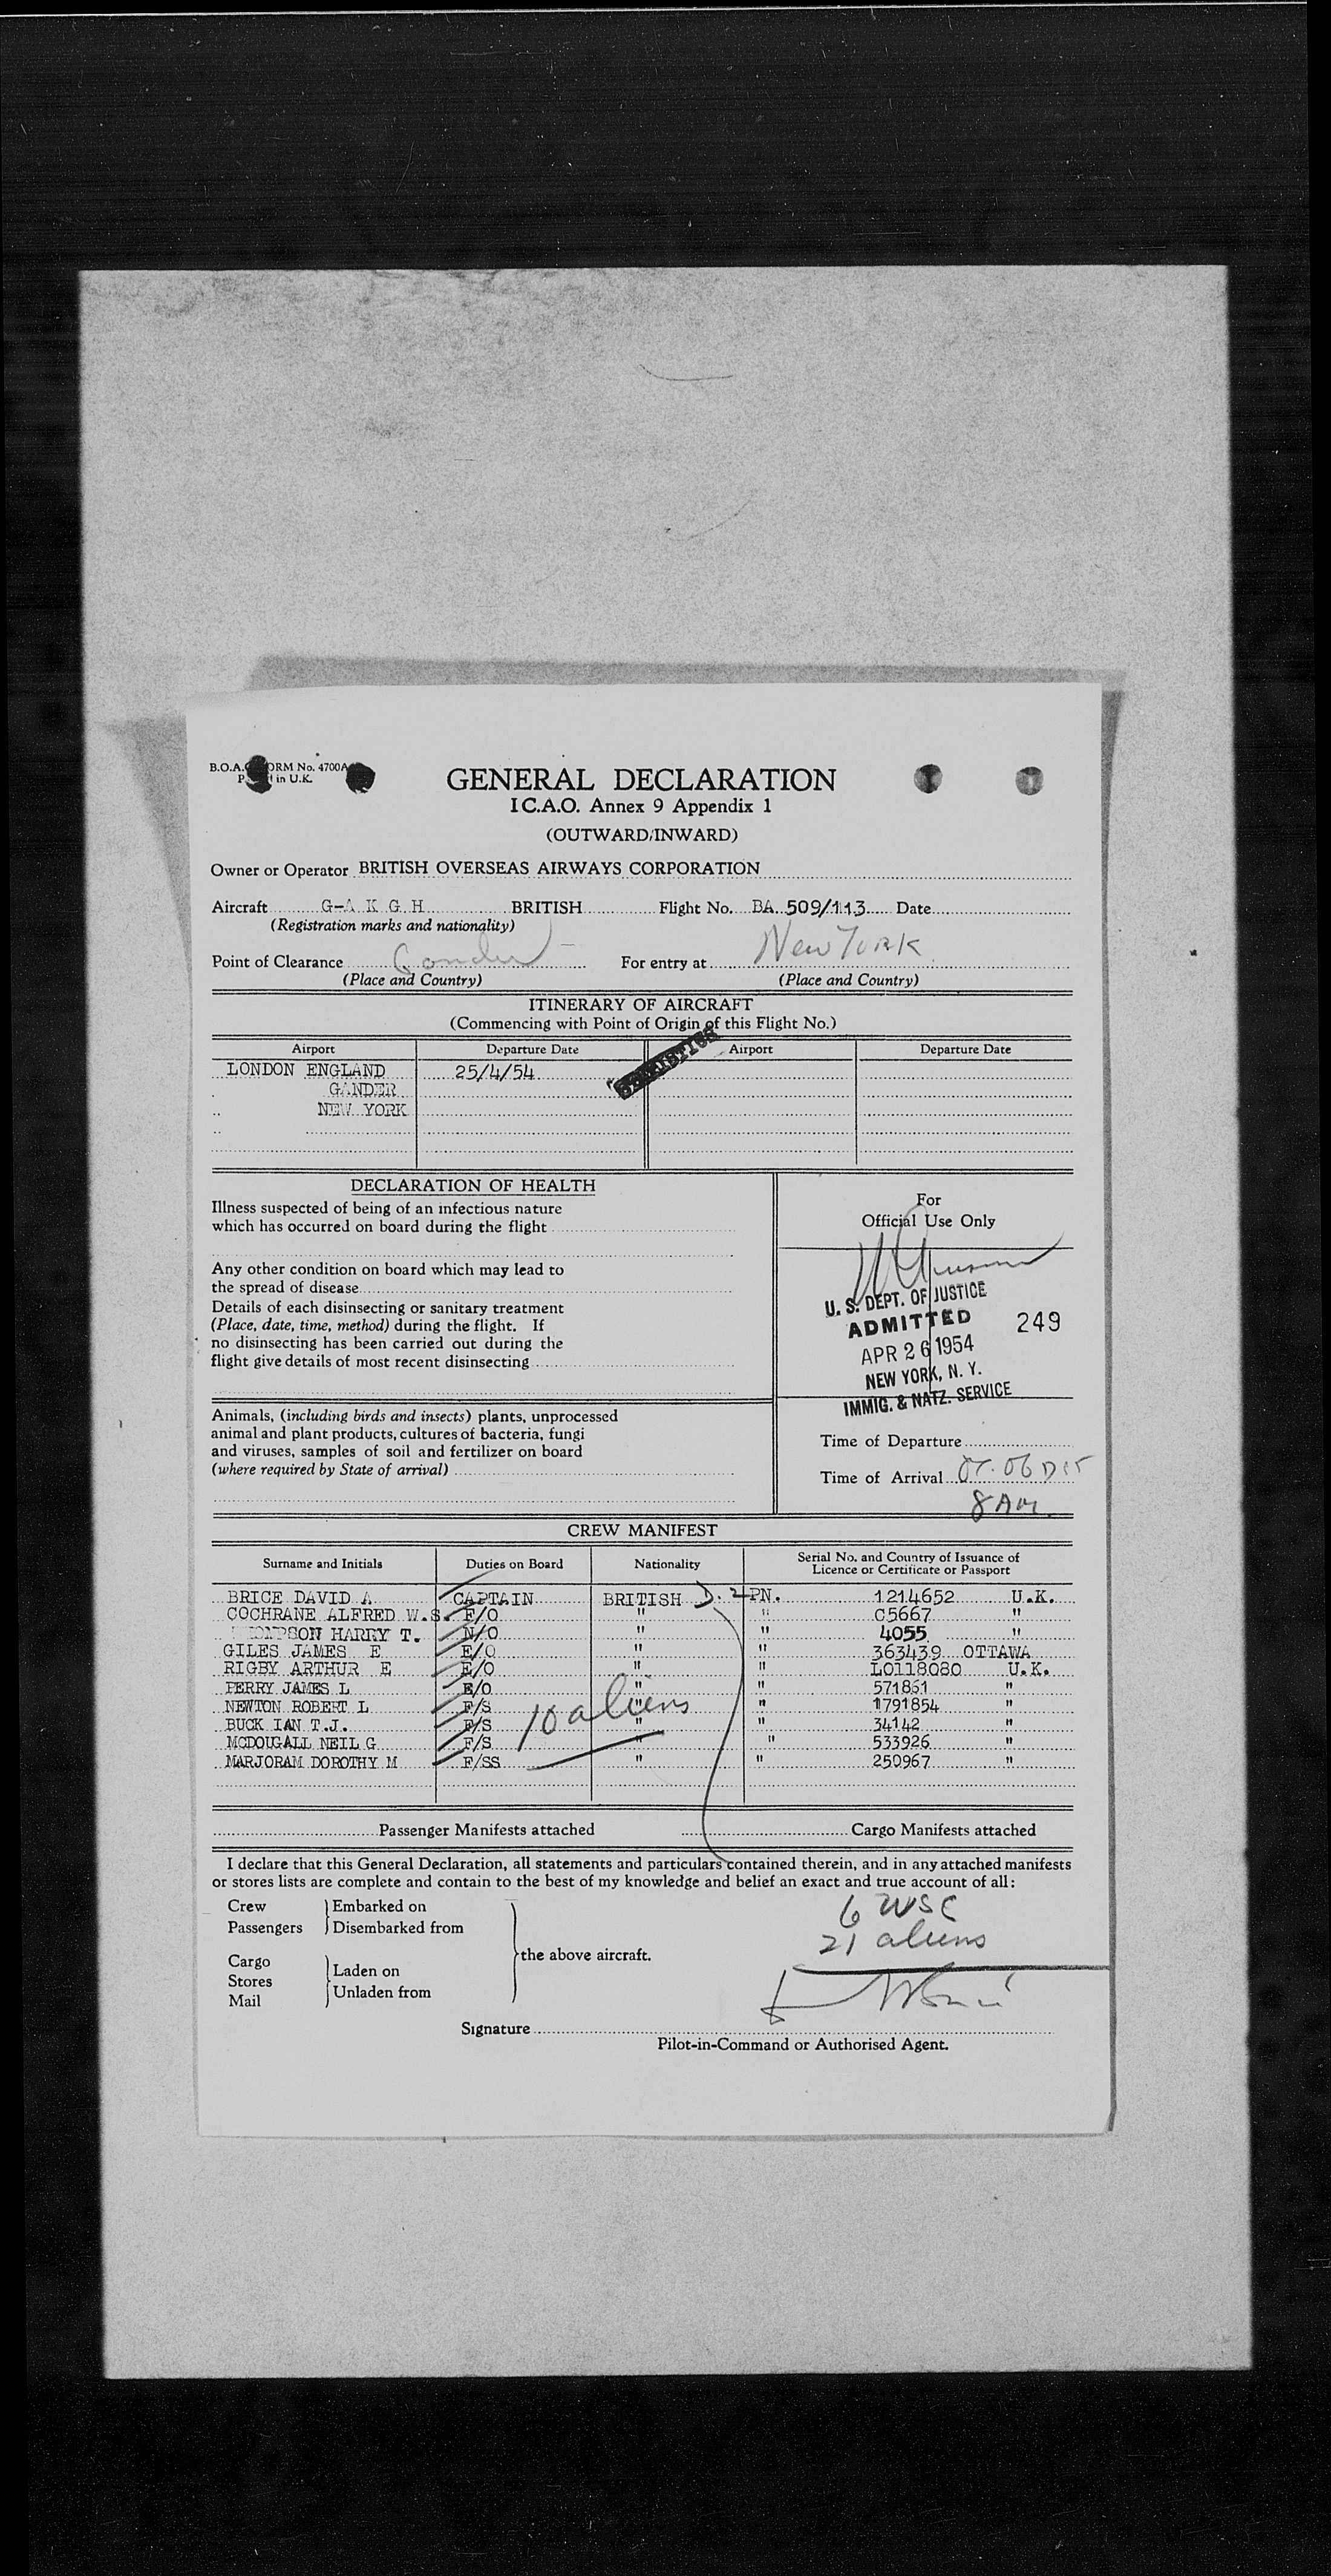 B.O.A. FORM No. 4700A
P in U.K.
GENERAL DECLARATION
I C.A.O. Annex 9 Appendix 1
(OUTWARD/INWARD)
Owner or Operator BRITISH OVERSEAS AIRWAYS CORPORATION
Aircraft G-A K G H BRITISH Flight No. BA 509/113 Date
(Registration marks and nationality)
Point of Clearance Gander For entry at New York
(Place and Country) (Place and Country)
ITINERARY OF AIRCRAFT
(Commencing with Point of Origin of this Flight No.)
Airport Departure Date Airport Departure Date
STATISTICS
LONDON ENGLAND 25/4/54
GANDER
NEW YORK
DECLARATION OF HEALTH
Illness suspected of being of an infectious nature
which has occurred on board during the flight
Any other condition on board which may lead to
the spread of disease
Details of each disinsecting or sanitary treatment
(Place, date, time, method) during the flight. If
no disinsecting has been carried out during the
flight give details of most recent disinsecting
Animals, (including birds and insects) plants, unprocessed
animal and plant products, cultures of bacteria, fungi
and viruses, samples of soil and fertilizer on board
(where required by State of arrival)
For
Official Use Only
U. S. DEPT. OF JUSTICE
ADMITTED
249
APR 26 1954
NEW YORK, N. Y.
IMMIG. & NATZ. SERVICE
Time of Departure
Time of Arrival
8 AM
CREW MANIFEST
Surname and Initials Duties on Board Nationality Serial No. and Country of Issuance of
Licence or Certificate or Passport
BRICE DAVID A CAPTAIN BRITISH D.2 PN. 1214652 U.K.
COCHRANE ALFRED W.S. F/O " " C5667 "
THOMPSON HARRY T. N/O " " 4055 "
GILES JAMES E E/O " " 363439 OTTAWA
RIGBY ARTHUR E E/O " " LO118080 U.K.
PERRY JAMES L E/O " 571861 "
NEWTON ROBERT L F/S " " 1791854 "
BUCK IAN T.J. F/S " " 34142 "
MCDOUGALL NEIL G F/S " " 533926 "
MARJORAM DOROTHY M F/SS " " 250967 "
10 aliens
Passenger Manifests attached Cargo Manifests attached
I declare that this General Declaration, all statements and particulars contained therein, and in any attached manifests
or stores lists are complete and contain to the best of my knowledge and belief an exact and true account of all:
Crew Embarked on
Passengers Disembarked from
the above aircraft.
Cargo
Stores Laden on
Mail Unladen from
6 USC
21 aliens
Signature
Pilot-in-Command or Authorised Agent.